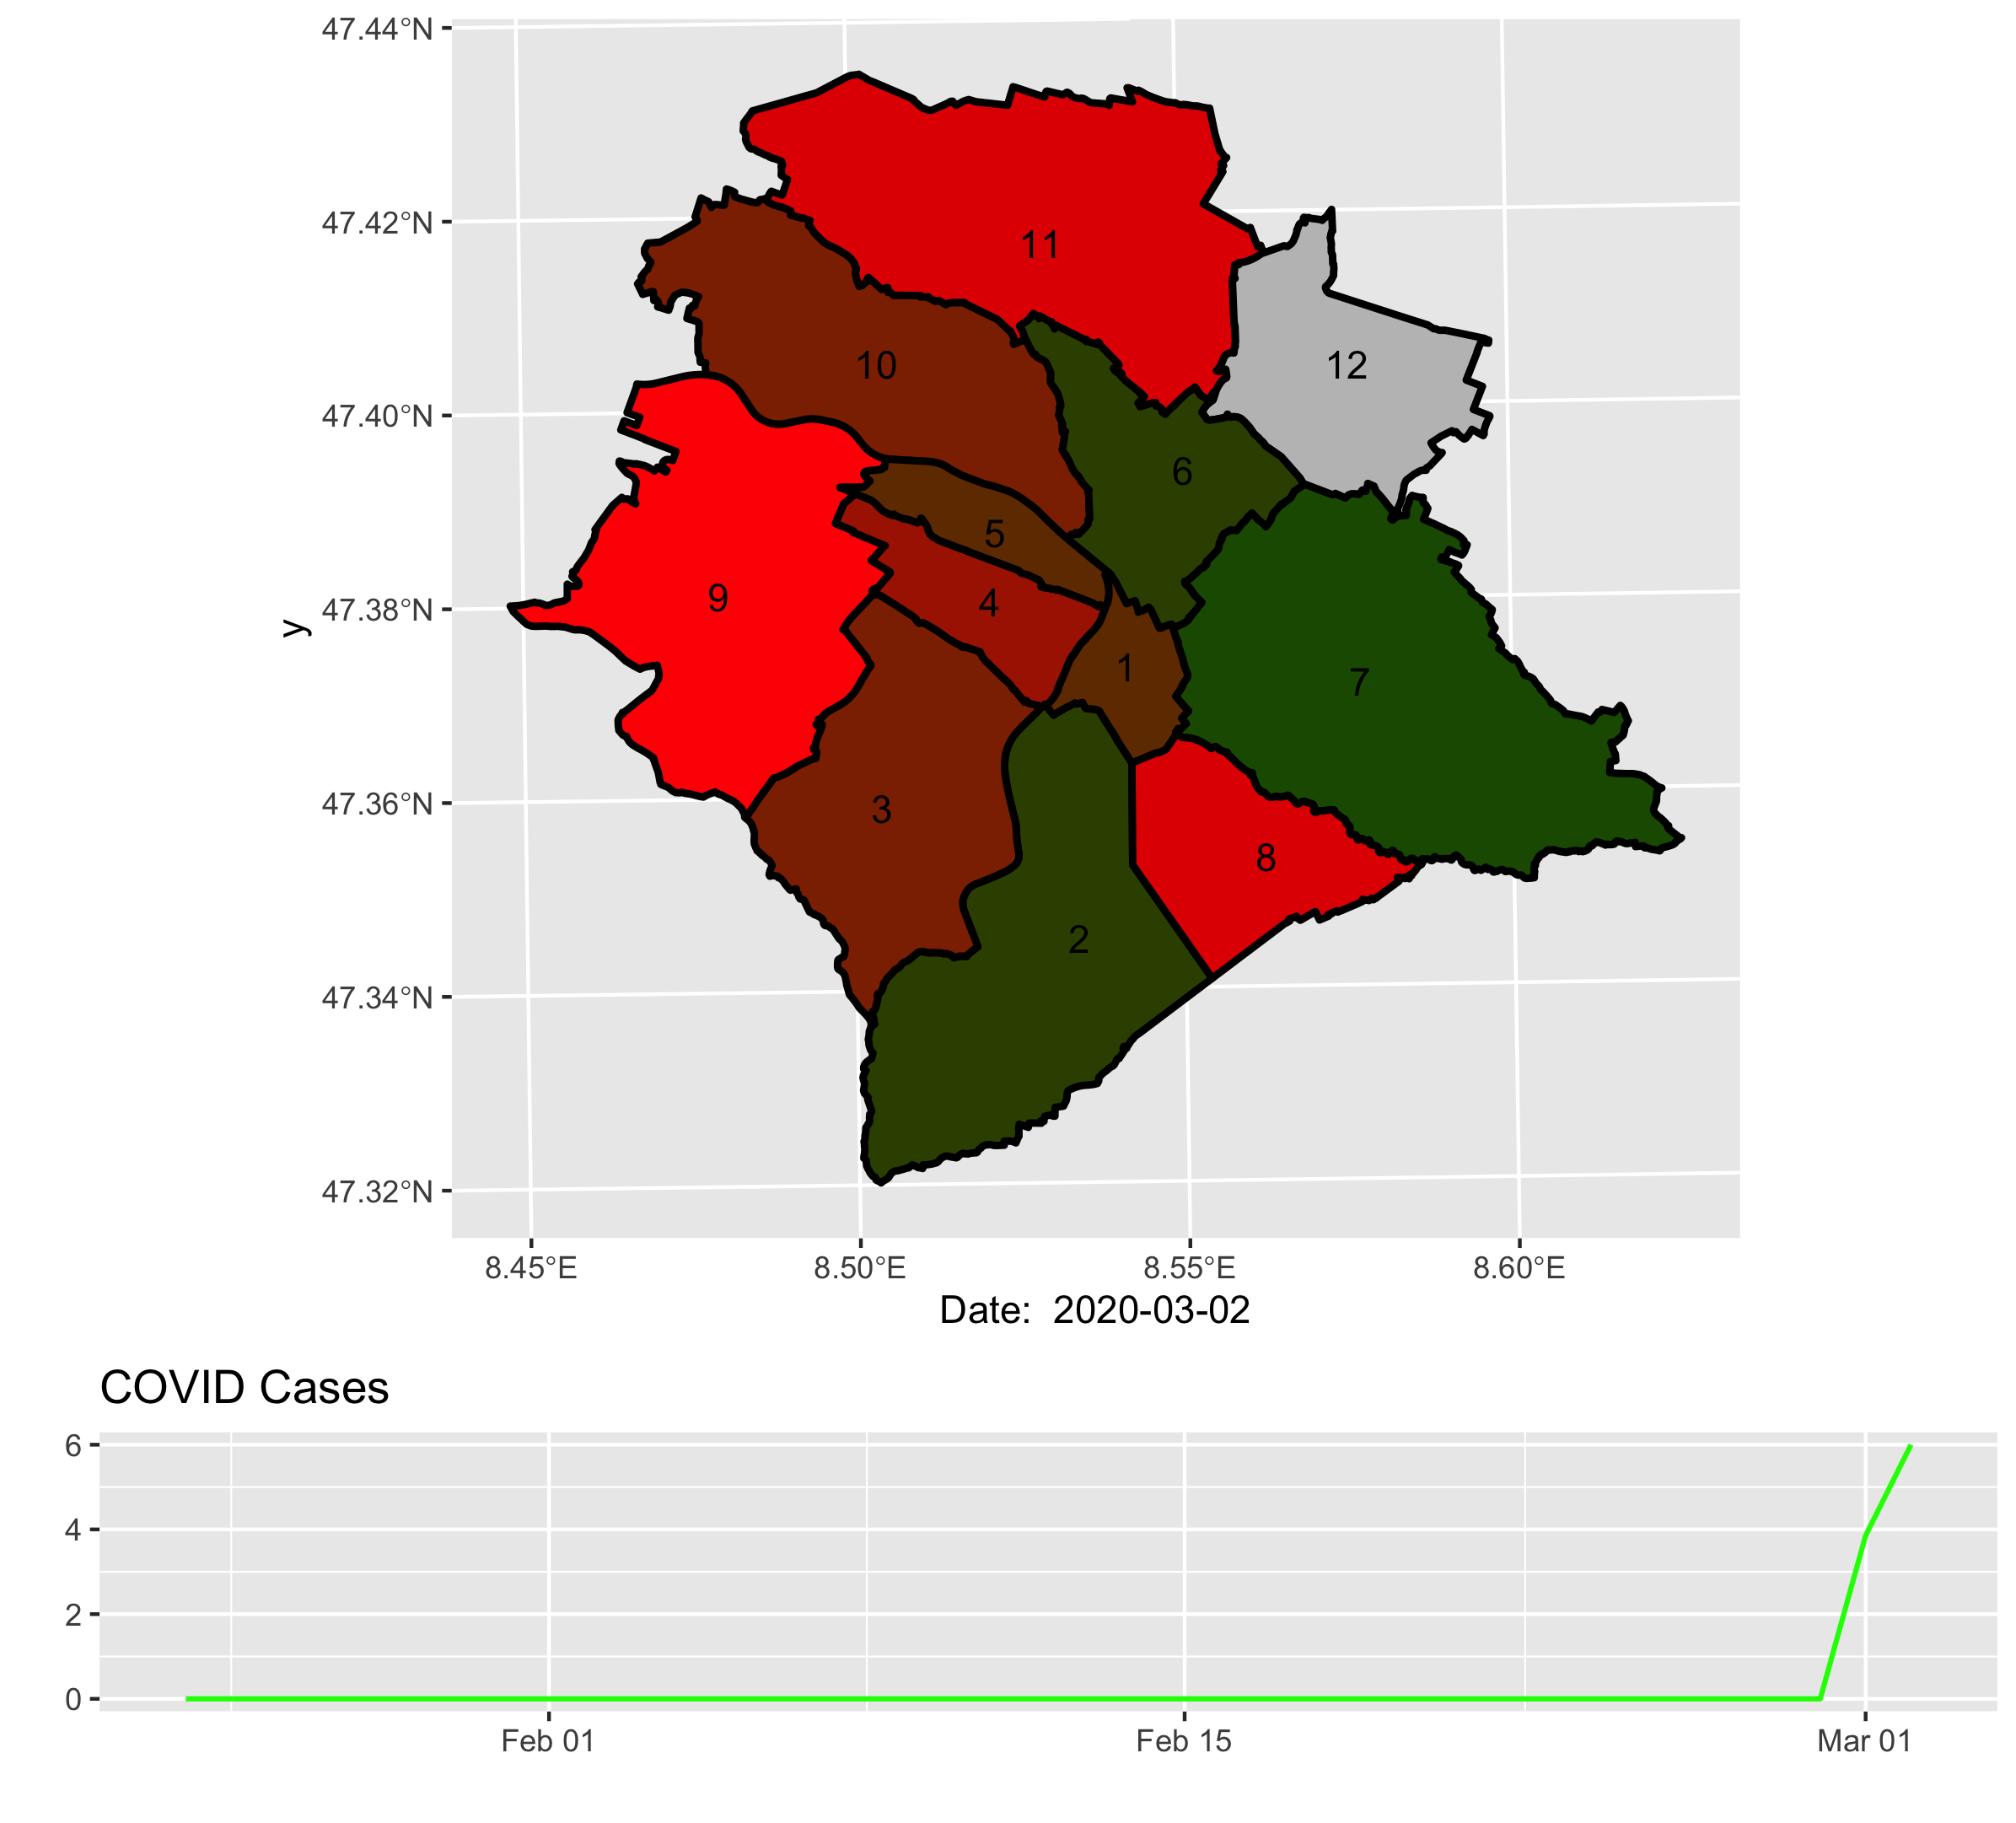 47.44°N
47.42°N
47.40°N
47.38°N
47.36°N
47.34°N
47.32°N
y
11
12
10
6
5
9
4
1
7
3
8
2
8.45°E 8.50°E 8.55°E 8.60°E
Date: 2020-03-02
COVID Cases
6
4
2
0
Feb 01 Feb 15 Mar 01